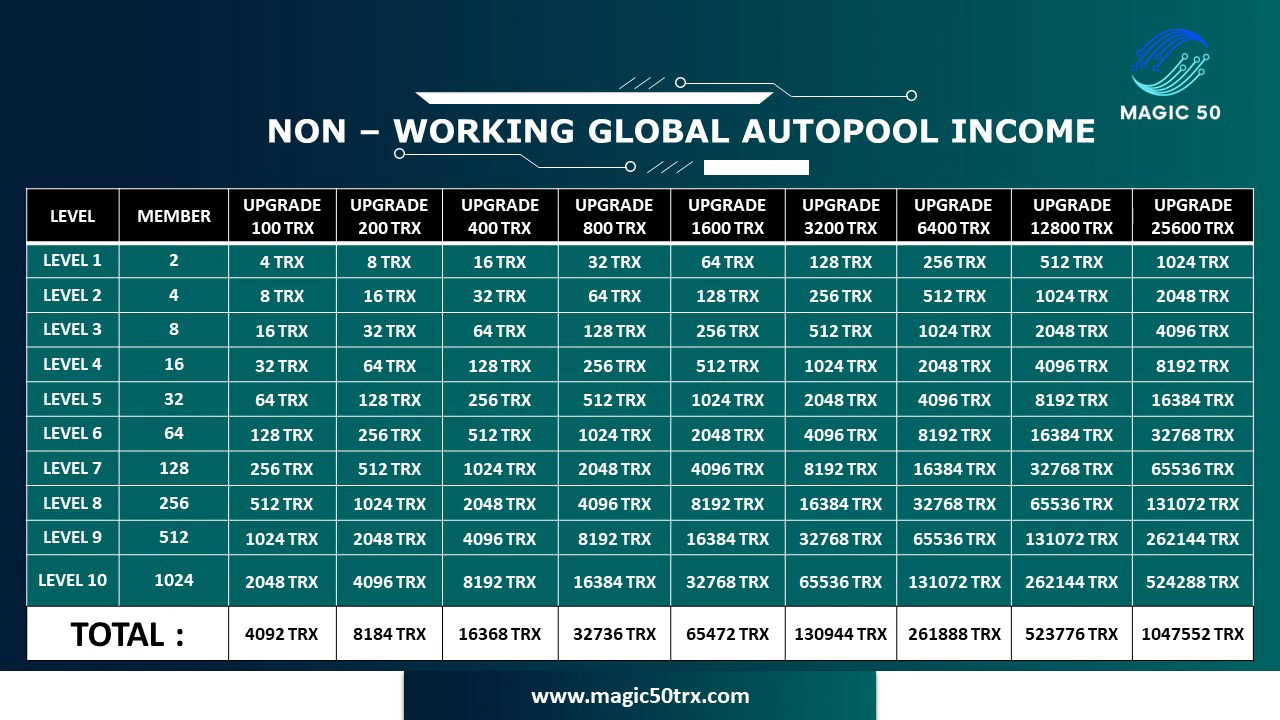 MAGIC 50
NON – WORKING GLOBAL AUTOPOOL INCOME
LEVEL MEMBER UPGRADE 100 TRX UPGRADE 200 TRX UPGRADE 400 TRX UPGRADE 800 TRX UPGRADE 1600 TRX UPGRADE 3200 TRX UPGRADE 6400 TRX UPGRADE 12800 TRX UPGRADE 25600 TRX
LEVEL 1 2 4 TRX 8 TRX 16 TRX 32 TRX 64 TRX 128 TRX 256 TRX 512 TRX 1024 TRX
LEVEL 2 4 8 TRX 16 TRX 32 TRX 64 TRX 128 TRX 256 TRX 512 TRX 1024 TRX 2048 TRX
LEVEL 3 8 16 TRX 32 TRX 64 TRX 128 TRX 256 TRX 512 TRX 1024 TRX 2048 TRX 4096 TRX
LEVEL 4 16 32 TRX 64 TRX 128 TRX 256 TRX 512 TRX 1024 TRX 2048 TRX 4096 TRX 8192 TRX
LEVEL 5 32 64 TRX 128 TRX 256 TRX 512 TRX 1024 TRX 2048 TRX 4096 TRX 8192 TRX 16384 TRX
LEVEL 6 64 128 TRX 256 TRX 512 TRX 1024 TRX 2048 TRX 4096 TRX 8192 TRX 16384 TRX 32768 TRX
LEVEL 7 128 256 TRX 512 TRX 1024 TRX 2048 TRX 4096 TRX 8192 TRX 16384 TRX 32768 TRX 65536 TRX
LEVEL 8 256 512 TRX 1024 TRX 2048 TRX 4096 TRX 8192 TRX 16384 TRX 32768 TRX 65536 TRX 131072 TRX
LEVEL 9 512 1024 TRX 2048 TRX 4096 TRX 8192 TRX 16384 TRX 32768 TRX 65536 TRX 131072 TRX 262144 TRX
LEVEL 10 1024 2048 TRX 4096 TRX 8192 TRX 16384 TRX 32768 TRX 65536 TRX 131072 TRX 262144 TRX 524288 TRX
TOTAL : 4092 TRX 8184 TRX 16368 TRX 32736 TRX 65472 TRX 130944 TRX 261888 TRX 523776 TRX 1047552 TRX
www.magic50trx.com